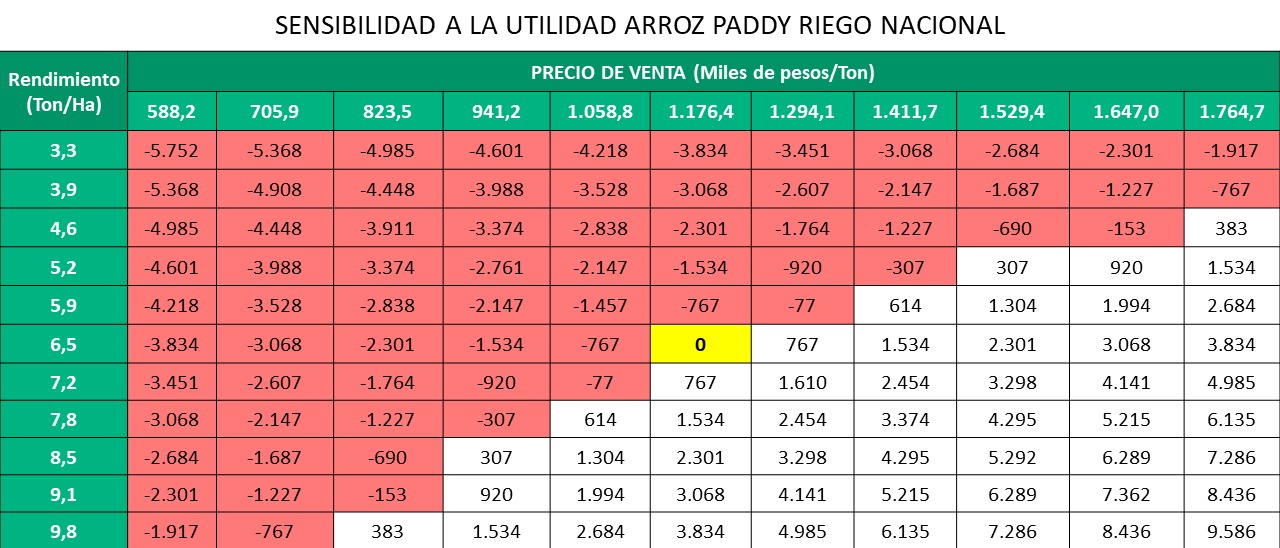 SENSIBILIDAD A LA UTILIDAD ARROZ PADDY RIEGO NACIONAL
Rendimiento (Ton/Ha) PRECIO DE VENTA (Miles de pesos/Ton)
588,2 705,9 823,5 941,2 1.058,8 1.176,4 1.294,1 1.411,7 1.529,4 1.647,0 1.764,7
3,3 -5.752 -5.368 -4.985 -4.601 -4.218 -3.834 -3.451 -3.068 -2.684 -2.301 -1.917
3,9 -5.368 -4.908 -4.448 -3.988 -3.528 -3.068 -2.607 -2.147 -1.687 -1.227 -767
4,6 -4.985 -4.448 -3.911 -3.374 -2.838 -2.301 -1.764 -1.227 -690 -153 383
5,2 -4.601 -3.988 -3.374 -2.761 -2.147 -1.534 -920 -307 307 920 1.534
5,9 -4.218 -3.528 -2.838 -2.147 -1.457 -767 -77 614 1.304 1.994 2.684
6,5 -3.834 -3.068 -2.301 -1.534 -767 0 767 1.534 2.301 3.068 3.834
7,2 -3.451 -2.607 -1.764 -920 -77 767 1.610 2.454 3.298 4.141 4.985
7,8 -3.068 -2.147 -1.227 -307 614 1.534 2.454 3.374 4.295 5.215 6.135
8,5 -2.684 -1.687 -690 307 1.304 2.301 3.298 4.295 5.292 6.289 7.286
9,1 -2.301 -1.227 -153 920 1.994 3.068 4.141 5.215 6.289 7.362 8.436
9,8 -1.917 -767 383 1.534 2.684 3.834 4.985 6.135 7.286 8.436 9.586